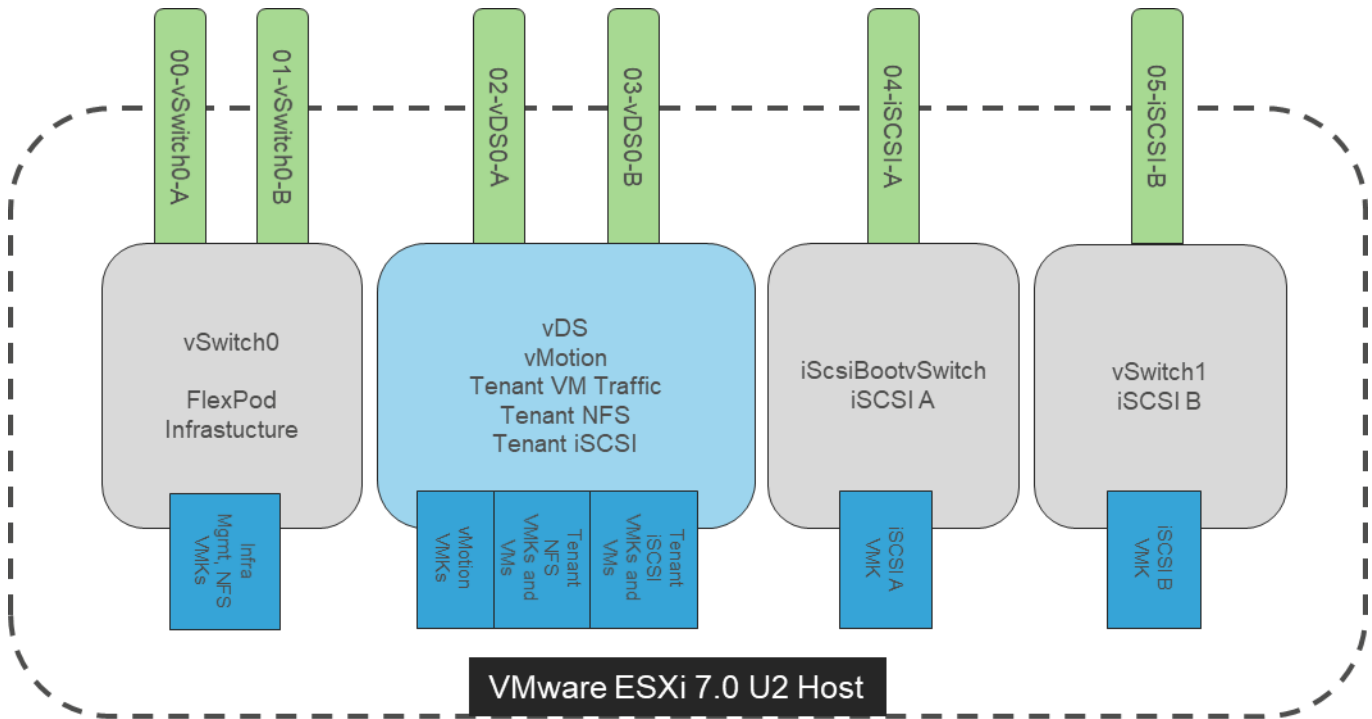 00-vSwitch0-A
01-vSwitch0-B
02-vDS0-A
03-vDS0-B
04-iSCSI-A
05-iSCSI-B
vSwitch0
FlexPod
Infrastucture
vDS
vMotion
Tenant VM Traffic
Tenant NFS
Tenant iSCSI
iScsiBootvSwitch
iSCSI A
vSwitch1
iSCSI B
Infra
Mgmt, NFS
VMKs
vMotion
VMKs
Tenant
NFS
VMKs and
VMs
Tenant
iSCSI
VMKs and
VMs
iSCSI A
VMK
iSCSI B
VMK
VMware ESXi 7.0 U2 Host